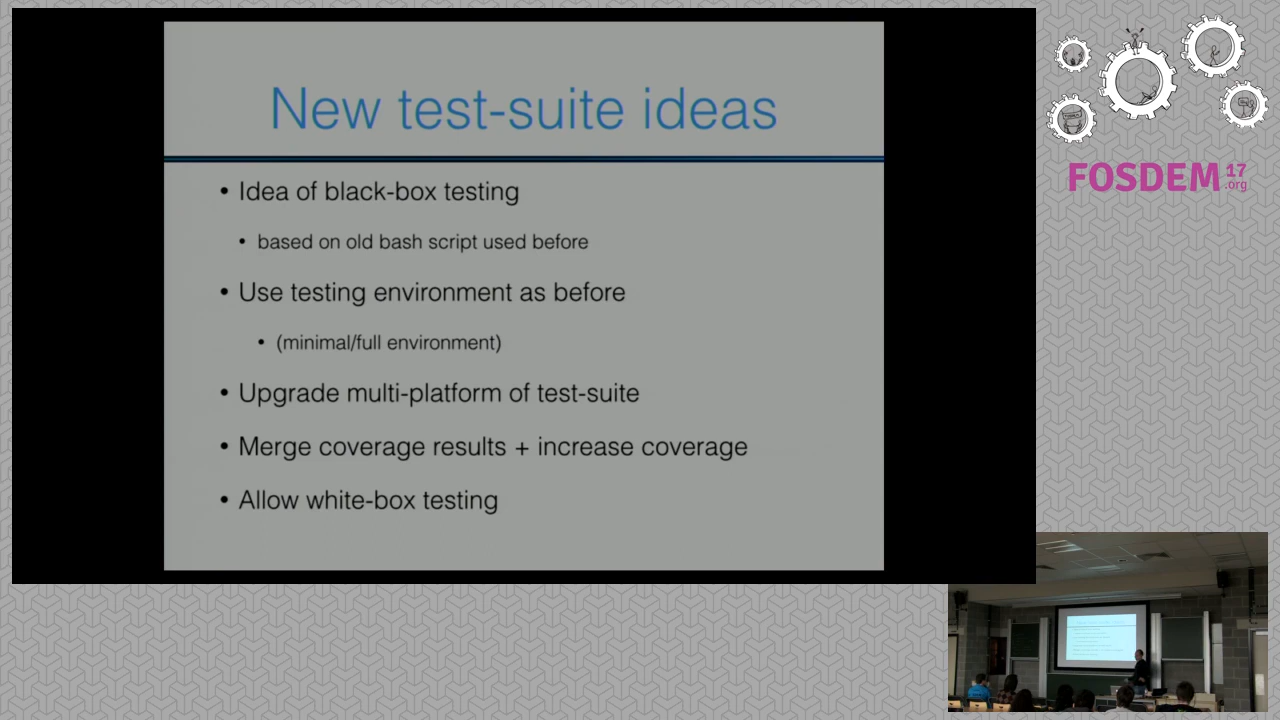 New test-suite ideas
• Idea of black-box testing
• based on old bash script used before
• Use testing environment as before
• (minimal/full environment)
• Upgrade multi-platform of test-suite
• Merge coverage results + increase coverage
• Allow white-box testing
FOSDEM 17
.org